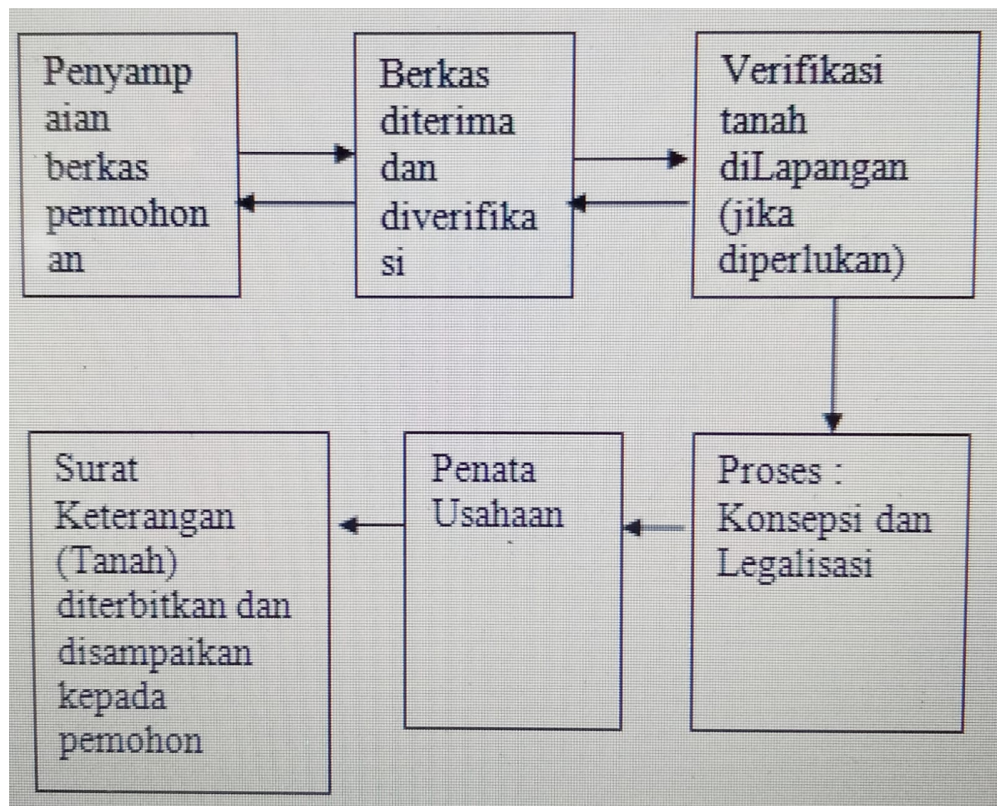 Penyamp
aian
berkas
permohon
an
Berkas
diterima
dan
diverifika
si
Verifikasi
tanah
diLapangan
(jika
diperlukan)
Proses :
Konsepsi dan
Legalisasi
Penata
Usahaan
Surat
Keterangan
(Tanah)
diterbitkan dan
disampaikan
kepada
pemohon